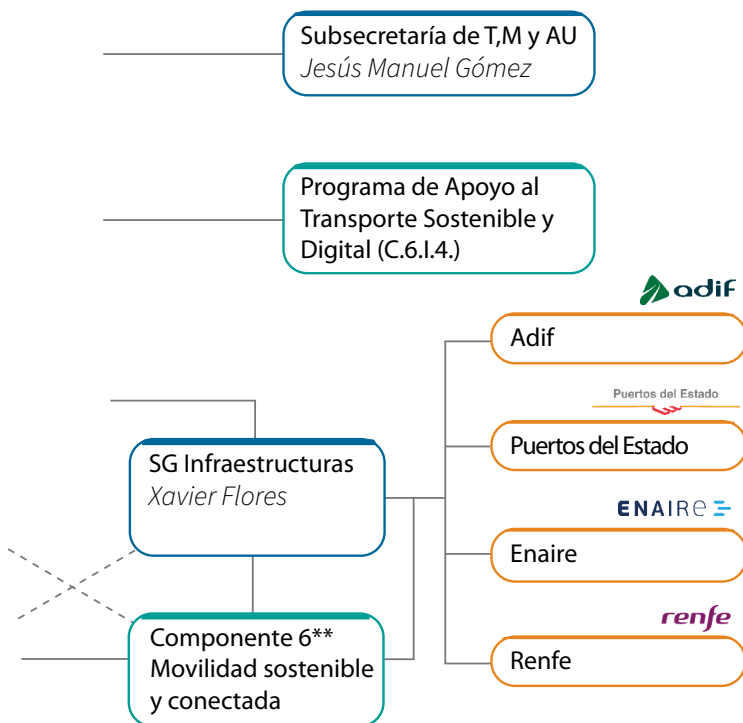 Subsecretaría de T,M y AU
Jesús Manuel Gómez
Programa de Apoyo al
Transporte Sostenible y
Digital (C.6.I.4.)
adif
Adif
Puertos del Estado
Puertos del Estado
SG Infraestructuras
Xavier Flores
ENAIRe
Enaire
renfe
Renfe
Componente 6**
Movilidad sostenible
y conectada